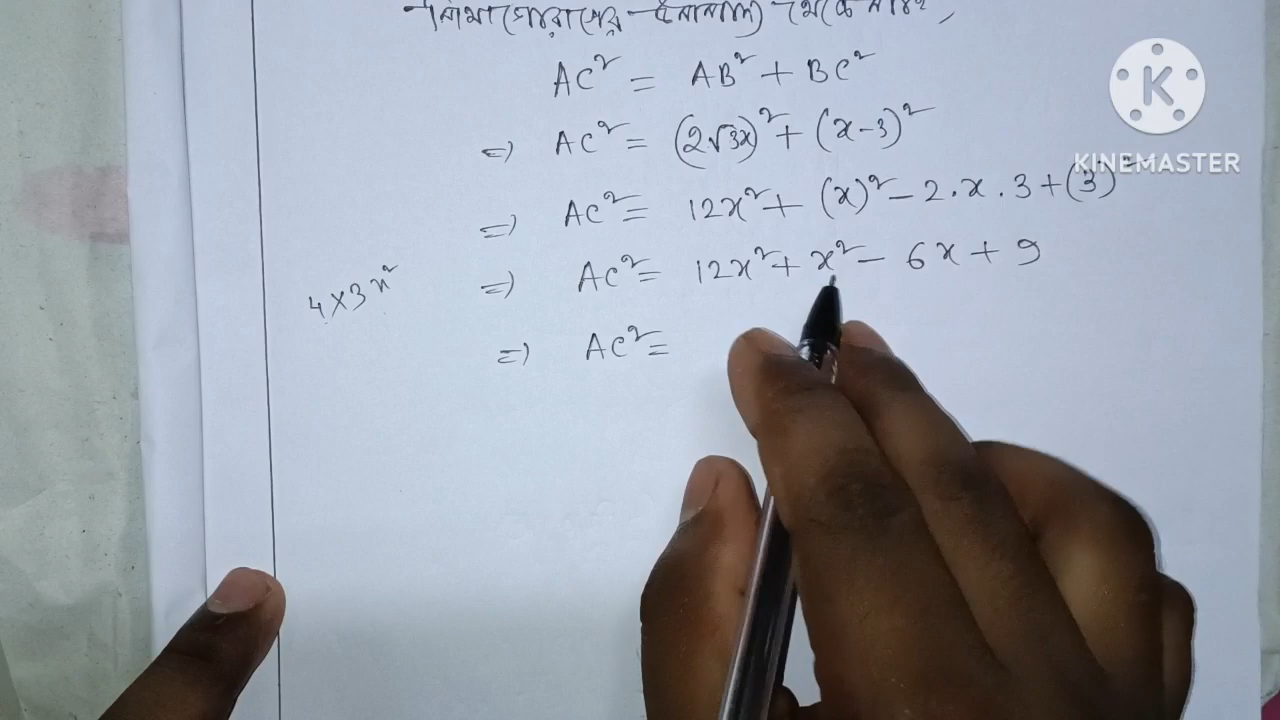 পিথাগোরাসের উপপাদ্য থেকে পাই,
AC² = AB² + BC²
⇒ AC² = (2√3x)² + (x-3)²
⇒ AC² = 12x² + (x)² - 2.x.3 + (3)²
⇒ AC² = 12x² + x² - 6x + 9
4×3x²
⇒ AC² =
KINEMASTER